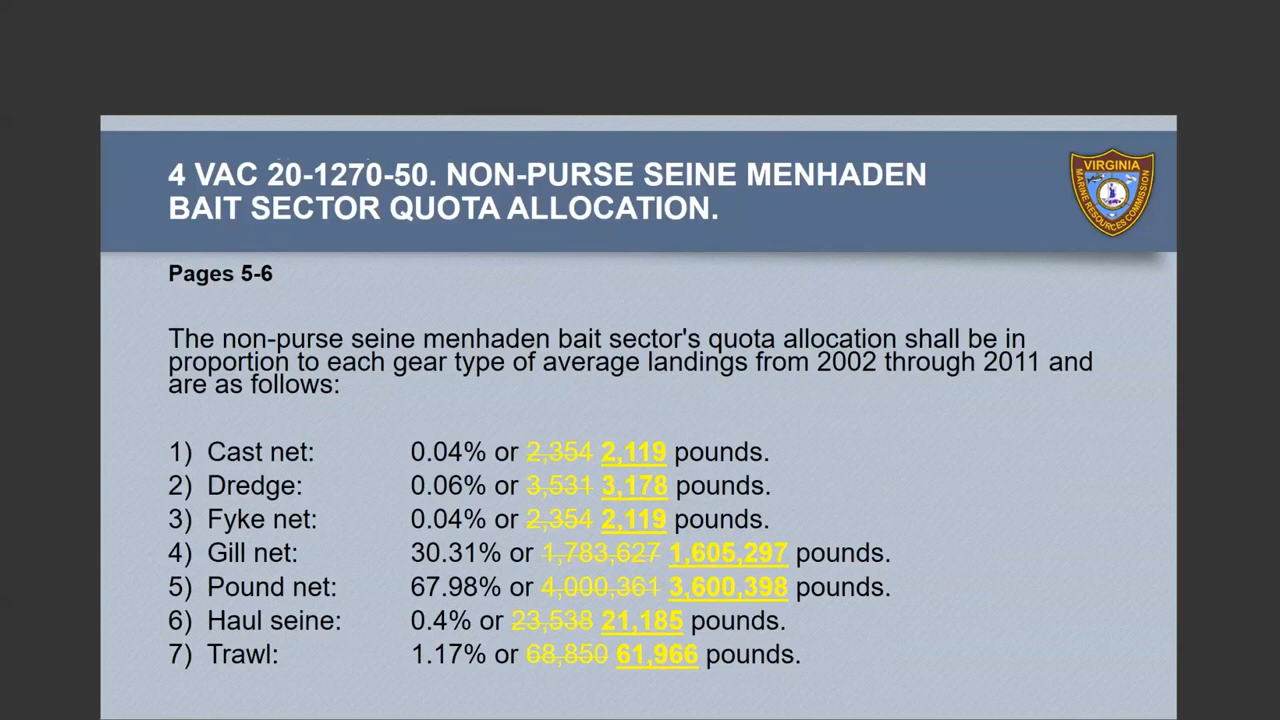 4 VAC 20-1270-50. NON-PURSE SEINE MENHADEN
BAIT SECTOR QUOTA ALLOCATION.
VIRGINIA
MARINE RESOURCES COMMISSION
Pages 5-6
The non-purse seine menhaden bait sector's quota allocation shall be in
proportion to each gear type of average landings from 2002 through 2011 and
are as follows:
1) Cast net: 0.04% or 2,354 2,119 pounds.
2) Dredge: 0.06% or 3,531 3,178 pounds.
3) Fyke net: 0.04% or 2,354 2,119 pounds.
4) Gill net: 30.31% or 1,783,627 1,605,297 pounds.
5) Pound net: 67.98% or 4,000,361 3,600,398 pounds.
6) Haul seine: 0.4% or 23,538 21,185 pounds.
7) Trawl: 1.17% or 68,850 61,966 pounds.